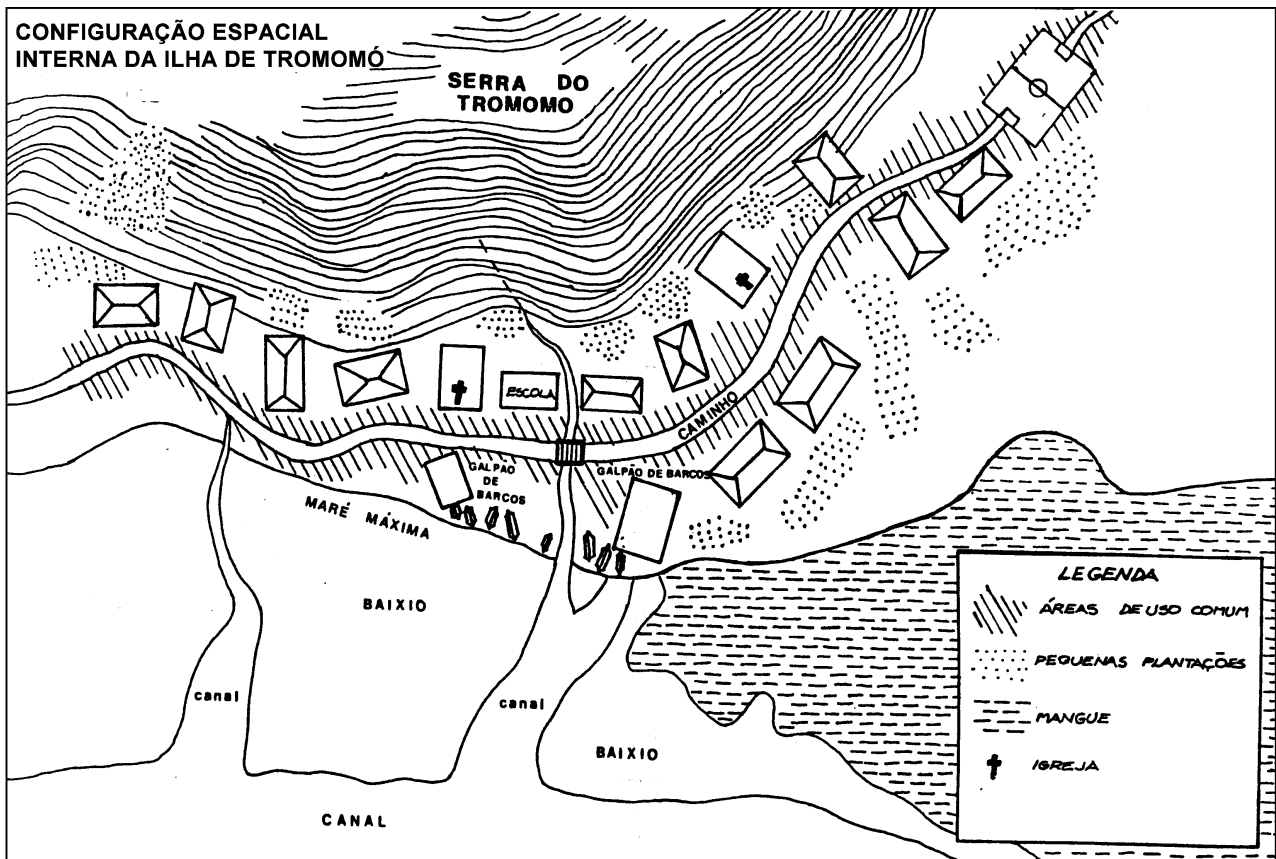 CONFIGURAÇÃO ESPACIAL
INTERNA DA ILHA DE TROMOMÓ
SERRA DO
TROMOMO
ESCOLA
CAMINHO
GALPÃO
DE
BARCOS
GALPÃO DE BARCOS
MARÉ MÁXIMA
BAIXIO
canal
canal
BAIXIO
CANAL
LEGENDA
ÁREAS DE USO COMUM
PEQUENAS PLANTAÇÕES
MANGUE
IGREJA